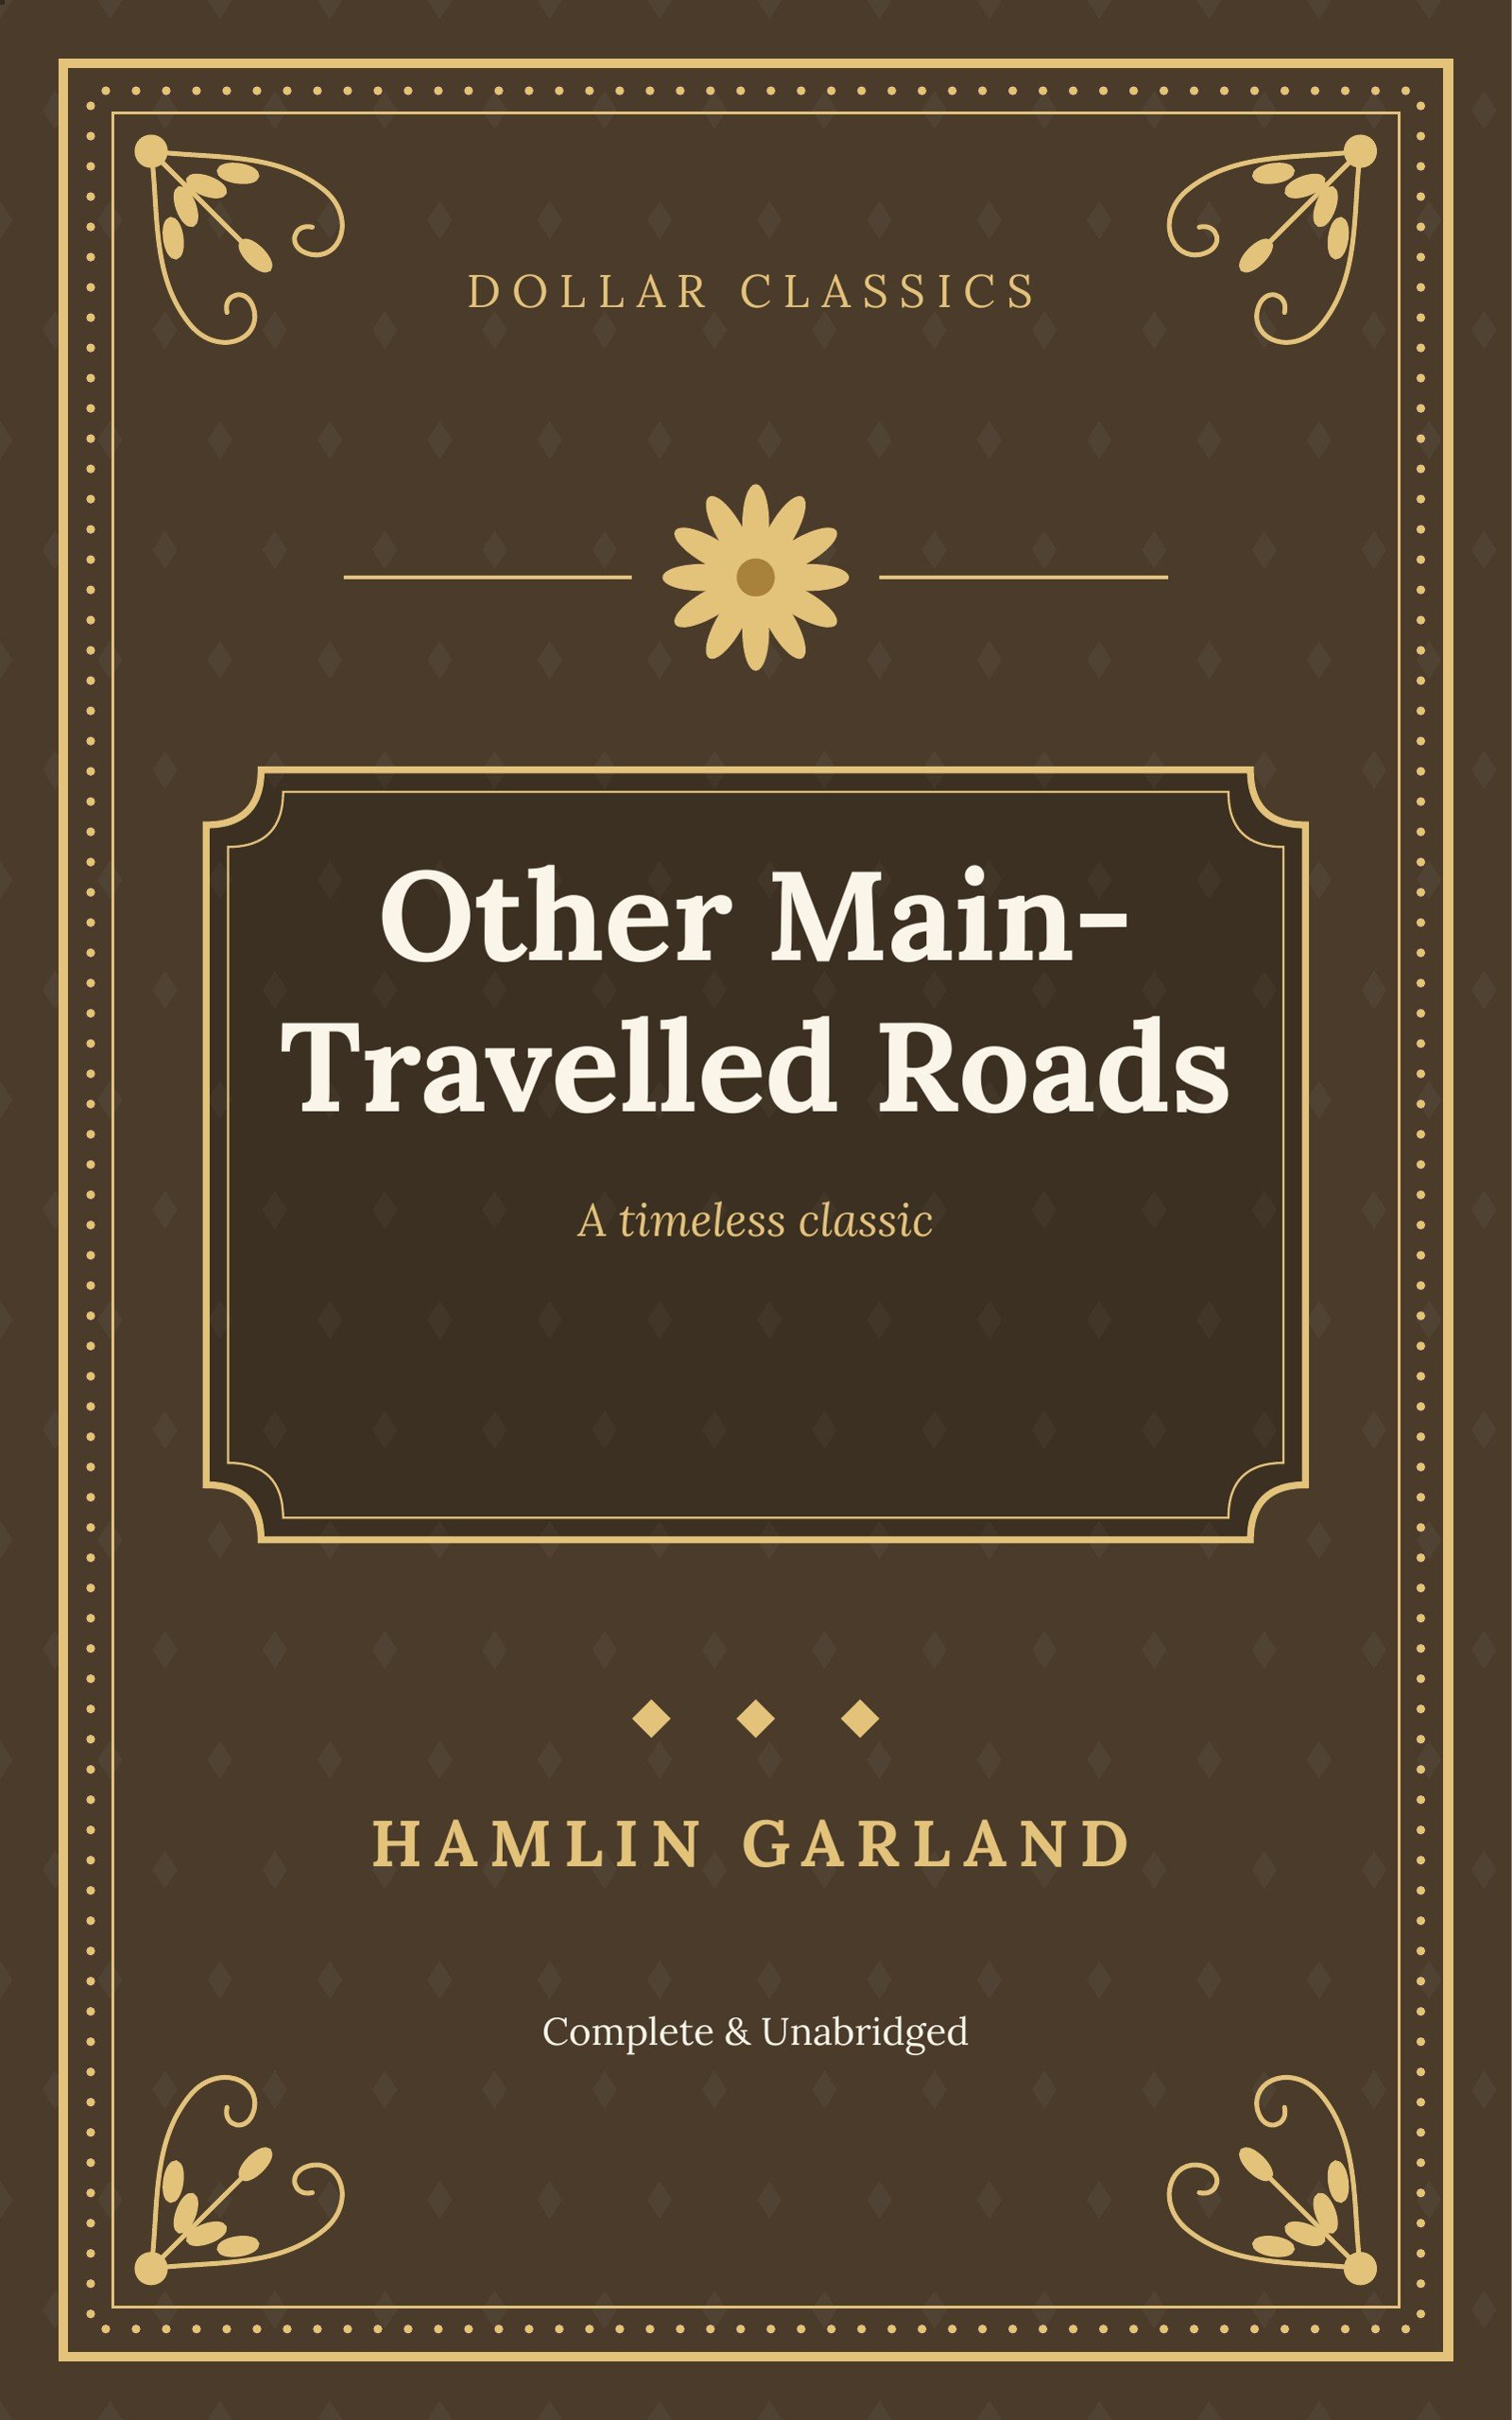 DOLLAR CLASSICS
Other Main-
Travelled Roads
A timeless classic
HAMLIN GARLAND
Complete & Unabridged